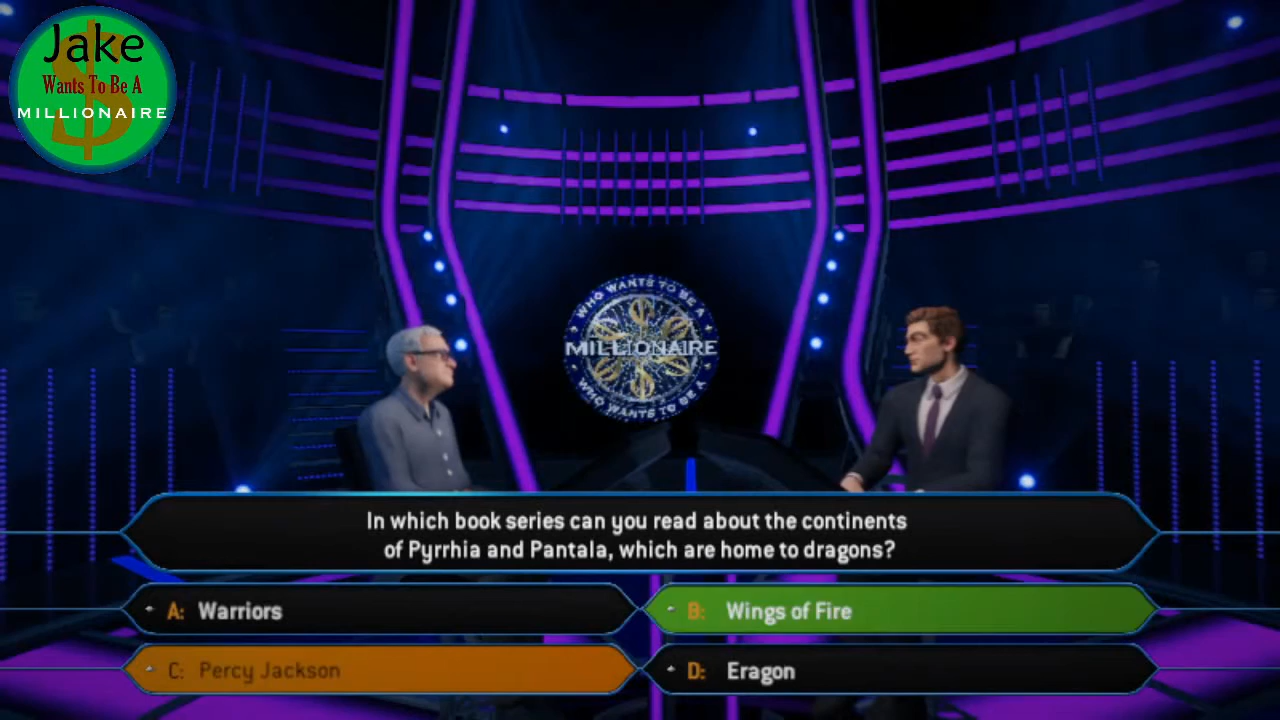 Jake
Wants To Be A
MILLIONAIRE
WHO WANTS TO BE A
MILLIONAIRE
WHO WANTS TO BE A
In which book series can you read about the continents
of Pyrrhia and Pantala, which are home to dragons?
A: Warriors
B: Wings of Fire
C: Percy Jackson
D: Eragon